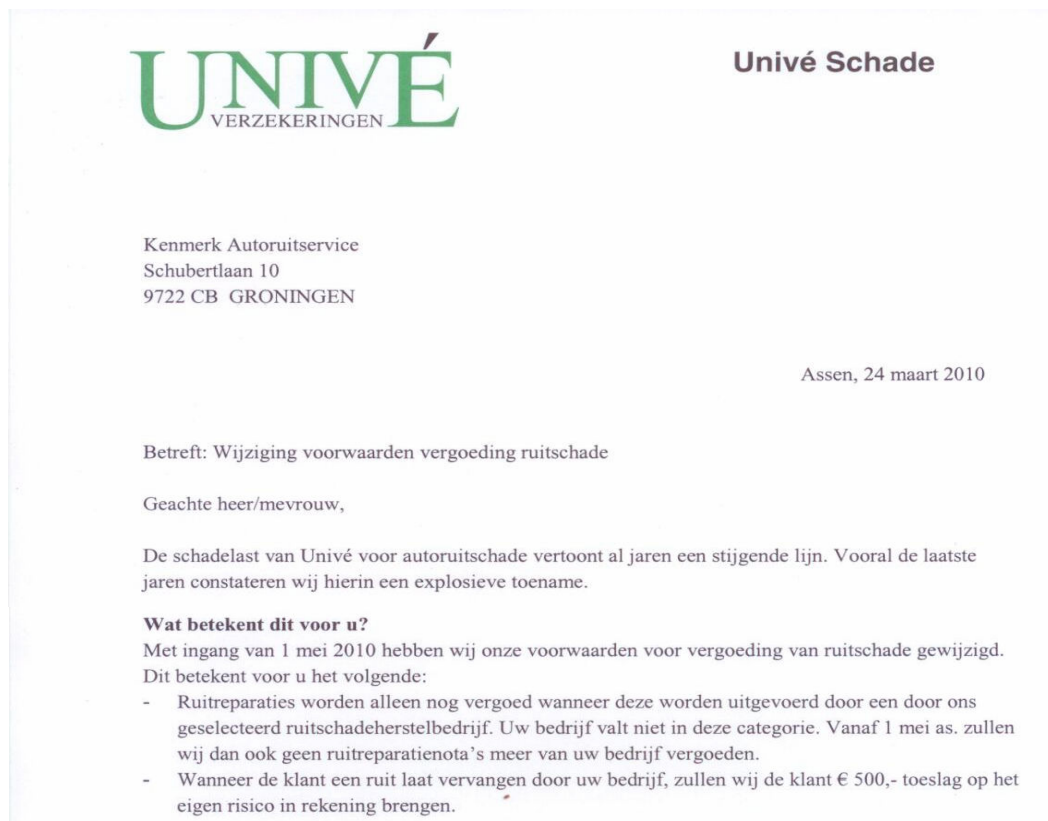 UNIVÉ
VERZEKERINGEN
Univé Schade
Kenmerk Autoruitservice
Schubertlaan 10
9722 CB GRONINGEN
Assen, 24 maart 2010
Betreft: Wijziging voorwaarden vergoeding ruitschade
Geachte heer/mevrouw,
De schadelast van Univé voor autoruitschade vertoont al jaren een stijgende lijn. Vooral de laatste
jaren constateren wij hierin een explosieve toename.
Wat betekent dit voor u?
Met ingang van 1 mei 2010 hebben wij onze voorwaarden voor vergoeding van ruitschade gewijzigd.
Dit betekent voor u het volgende:
- Ruitreparaties worden alleen nog vergoed wanneer deze worden uitgevoerd door een door ons
geselecteerd ruitschadeherstelbedrijf. Uw bedrijf valt niet in deze categorie. Vanaf 1 mei as. zullen
wij dan ook geen ruitreparatienota's meer van uw bedrijf vergoeden.
- Wanneer de klant een ruit laat vervangen door uw bedrijf, zullen wij de klant € 500,- toeslag op het
eigen risico in rekening brengen.